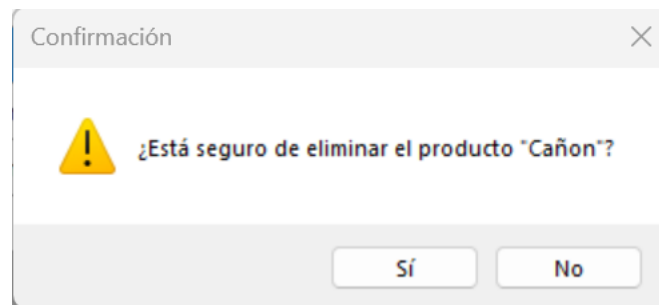 Confirmación
¿Está seguro de eliminar el producto "Cañon"?
Sí
No